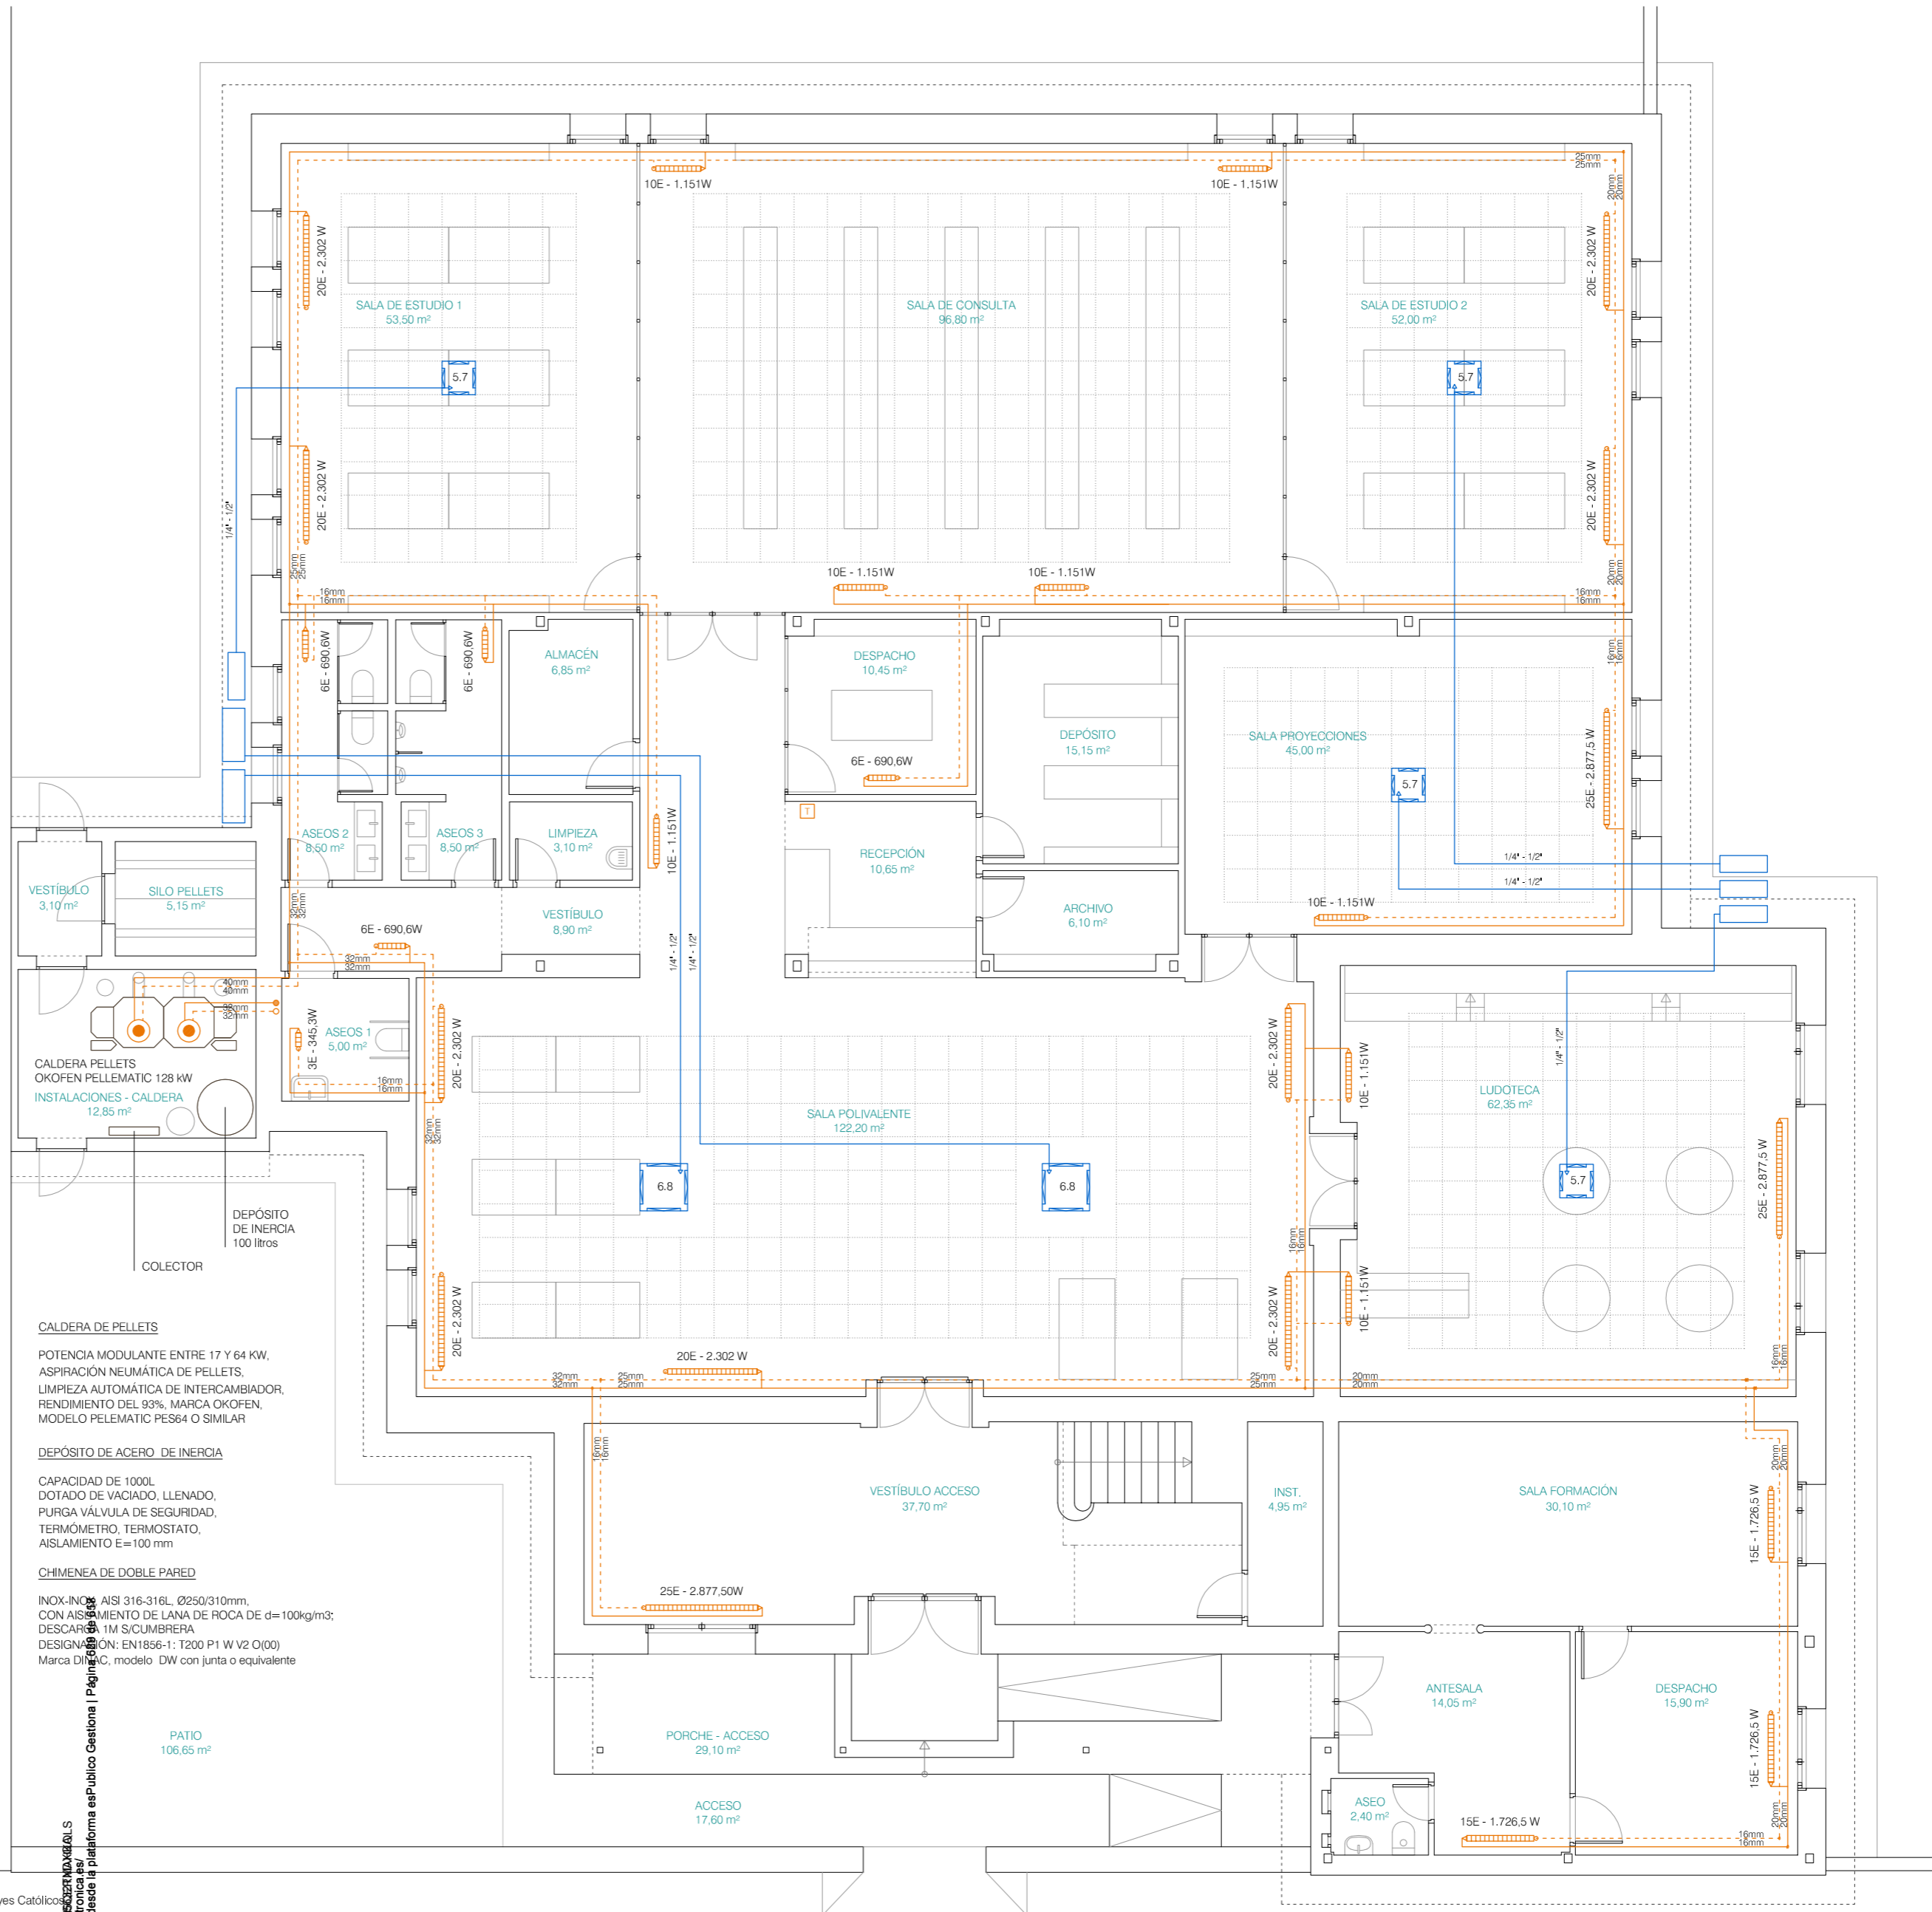 25mm
25mm
10E - 1.151W
10E - 1.151W
20mm
20mm
20E - 2.302 W
20E - 2.302 W
SALA DE ESTUDIO 1
53,50 m²
SALA DE CONSULTA
96,80 m²
SALA DE ESTUDIO 2
52,00 m²
5.7
5.7
20E - 2.302 W
20E - 2.302 W
1/4" - 1/2"
25mm
25mm
20mm
20mm
10E - 1.151W
10E - 1.151W
16mm
16mm
16mm
16mm
6E - 690,6W
6E - 690,6W
ALMACÉN
6,85 m²
DESPACHO
10,45 m²
16mm
16mm
DEPÓSITO
15,15 m²
SALA PROYECCIONES
45,00 m²
6E - 690,6W
5.7
25E - 2.877,5 W
T
ASEOS 2
8,50 m²
ASEOS 3
8,50 m²
LIMPIEZA
3,10 m²
10E - 1.151W
RECEPCIÓN
10,65 m²
1/4" - 1/2"
1/4" - 1/2"
VESTÍBULO
3,10 m²
SILO PELLETS
5,15 m²
32mm
32mm
VESTÍBULO
8,90 m²
ARCHIVO
6,10 m²
10E - 1.151W
6E - 690,6W
32mm
32mm
1/4" - 1/2"
1/4" - 1/2"
40mm
40mm
32mm
32mm
3E - 345,3W
ASEOS 1
5,00 m²
20E - 2.302 W
20E - 2.302 W
10E - 1.151W
1/4" - 1/2"
CALDERA PELLETS
OKOFEN PELLEMATIC 128 kW
INSTALACIONES - CALDERA
12,85 m²
16mm
16mm
LUDOTECA
62,35 m²
SALA POLIVALENTE
122,20 m²
32mm
32mm
6.8
6.8
5.7
25E - 2.877,5 W
DEPÓSITO
DE INERCIA
100 litros
COLECTOR
16mm
16mm
20E - 2.302 W
20E - 2.302 W
10E - 1.151W
20E - 2.302 W
16mm
16mm
32mm
32mm
25mm
25mm
25mm
25mm
20mm
20mm
CALDERA DE PELLETS
POTENCIA MODULANTE ENTRE 17 Y 64 KW,
ASPIRACIÓN NEUMÁTICA DE PELLETS,
LIMPIEZA AUTOMÁTICA DE INTERCAMBIADOR,
RENDIMIENTO DEL 93%, MARCA OKOFEN,
MODELO PELEMATIC PES64 O SIMILAR
DEPÓSITO DE ACERO DE INERCIA
CAPACIDAD DE 1000L
DOTADO DE VACIADO, LLENADO,
PURGA VÁLVULA DE SEGURIDAD,
TERMÓMETRO, TERMOSTATO,
AISLAMIENTO E=100 mm
CHIMENEA DE DOBLE PARED
INOX-INOX AISI 316-316L, Ø250/310mm,
CON AISLAMIENTO DE LANA DE ROCA DE d=100kg/m3;
DESCARGA 1M S/CUMBRERA
DESIGNACIÓN: EN1856-1: T200 P1 W V2 O(00)
Marca DINAC, modelo DW con junta o equivalente
16mm
16mm
20mm
20mm
VESTÍBULO ACCESO
37,70 m²
INST.
4,95 m²
SALA FORMACIÓN
30,10 m²
15E - 1.726,5 W
25E - 2.877,50W
ANTESALA
14,05 m²
DESPACHO
15,90 m²
15E - 1.726,5 W
PATIO
106,65 m²
PORCHE - ACCESO
29,10 m²
ACCESO
17,60 m²
ASEO
2,40 m²
15E - 1.726,5 W
20mm
20mm
16mm
16mm
tronica.es/
desde la plataforma esPublico Gestiona | Página
yes Católicos